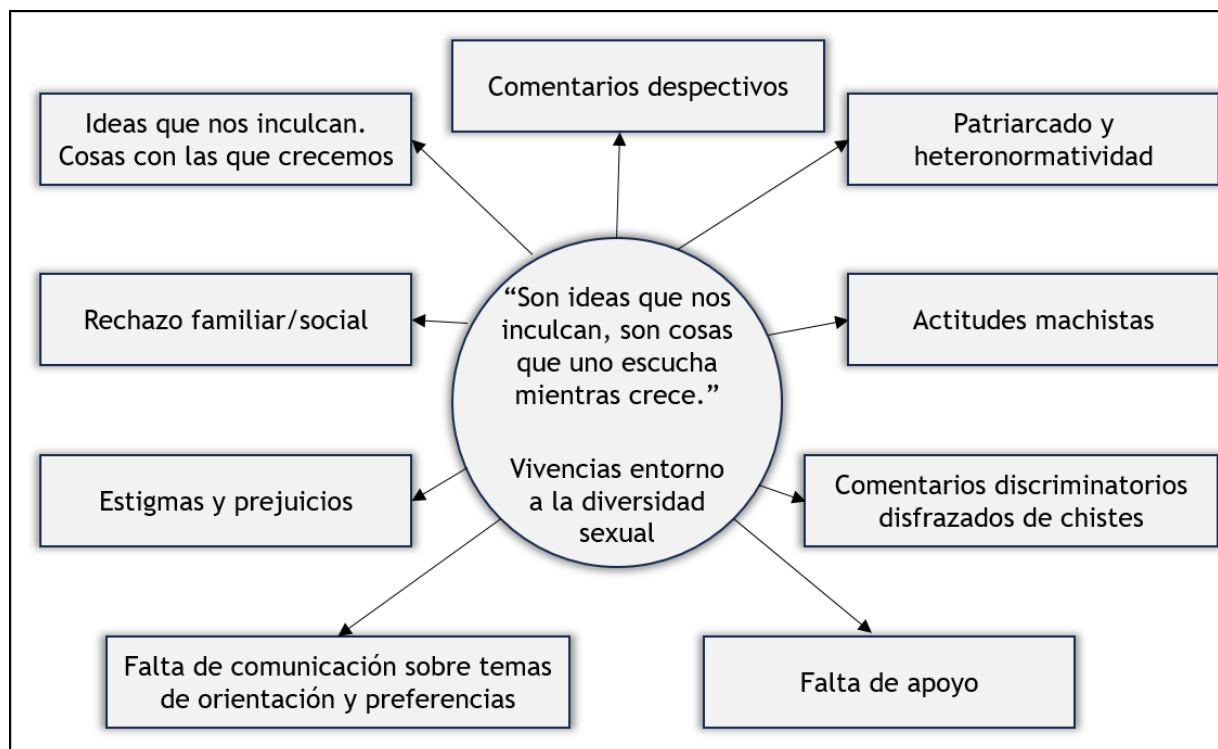 Comentarios despectivos
Ideas que nos inculcan.
Cosas con las que crecemos
Patriarcado y
heteronormatividad
Rechazo familiar/social
“Son ideas que nos
inculcan, son cosas
que uno escucha
mientras crece.”
Vivencias entorno
a la diversidad
sexual
Actitudes machistas
Estigmas y prejuicios
Comentarios discriminatorios
disfrazados de chistes
Falta de comunicación sobre temas
de orientación y preferencias
Falta de apoyo